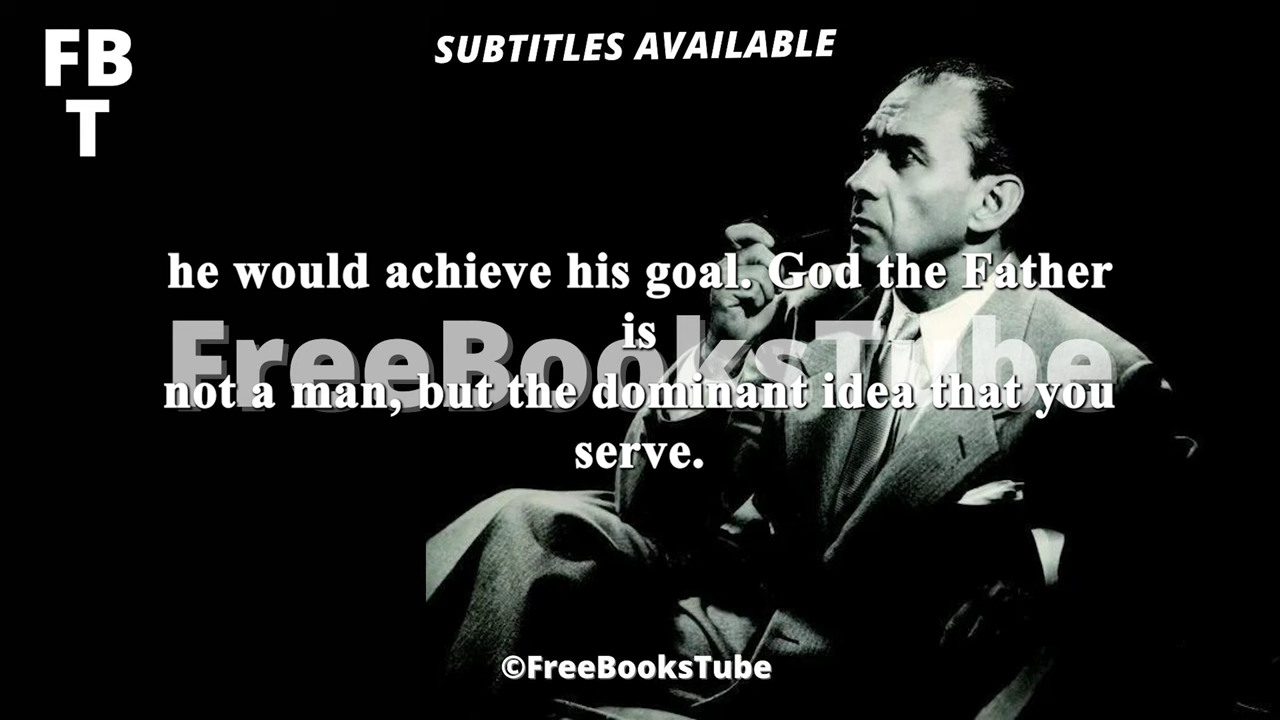 FB
T
SUBTITLES AVAILABLE
he would achieve his goal. God the Father
is
FreeBooksTube
not a man, but the dominant idea that you
serve.
©FreeBooksTube